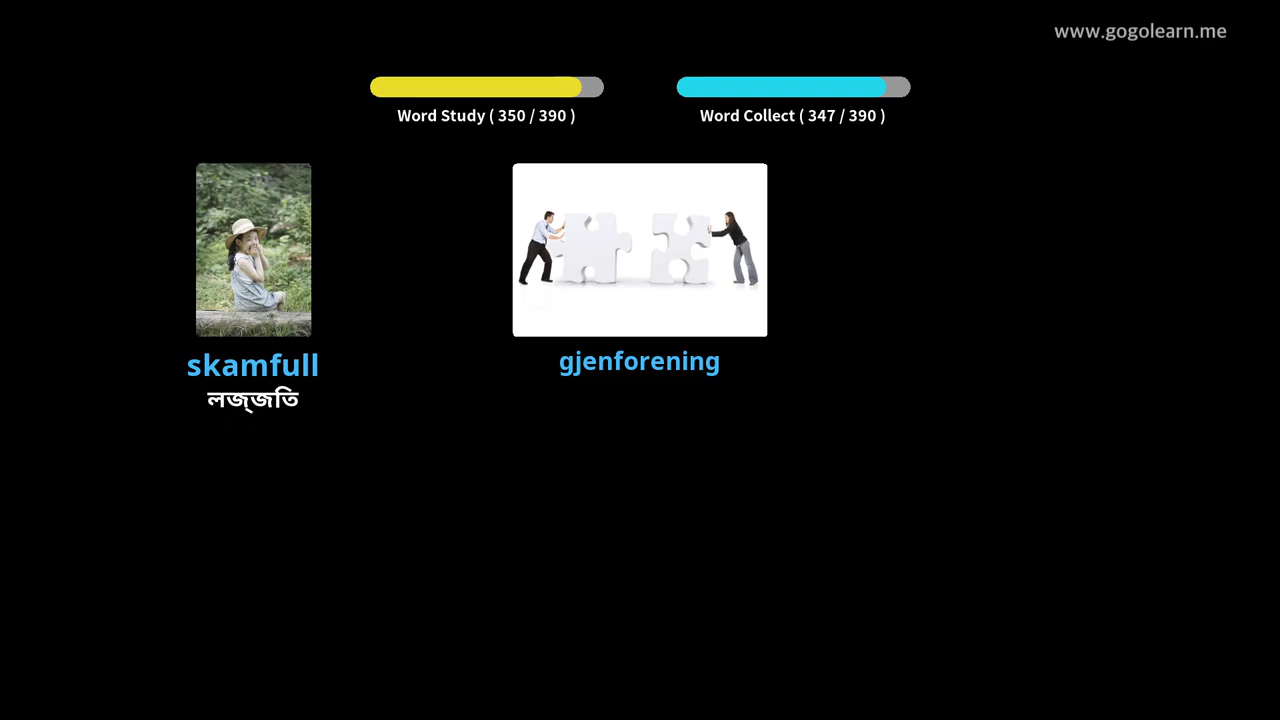 www.gogolearn.me
Word Study ( 350 / 390 )
Word Collect ( 347 / 390 )
skamfull
gjenforening
লজ্জিত